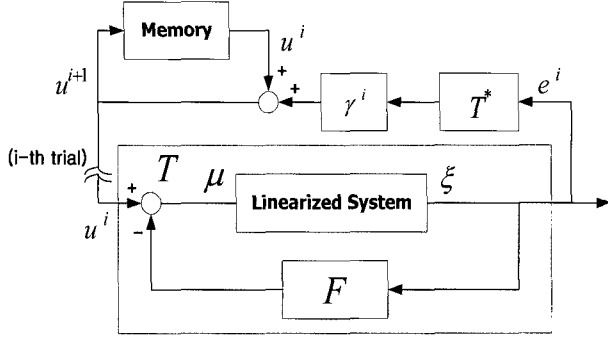 Memory
u^i
u^{i+1}
+
+
γ^i
T^*
e^i
(i-th trial)
T
μ
ξ
+
Linearized System
u^i
−
F